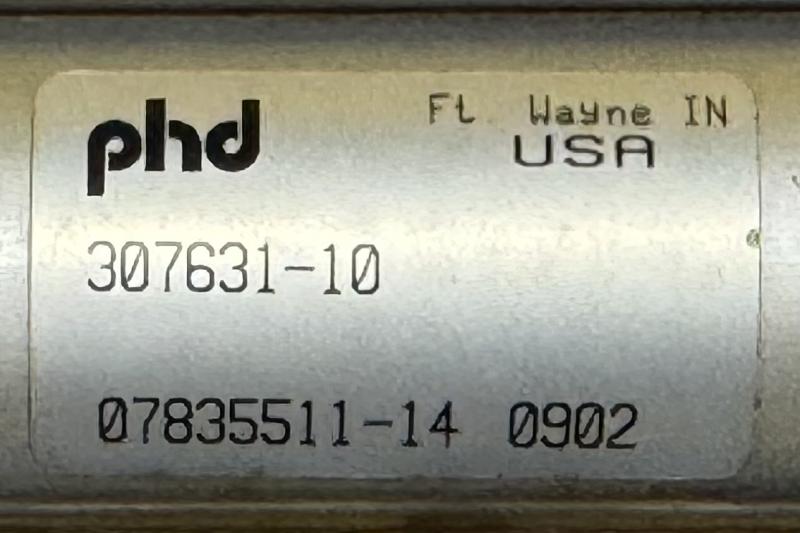 phd
Ft. Wayne IN
USA
307631-10
07835511-14 0902